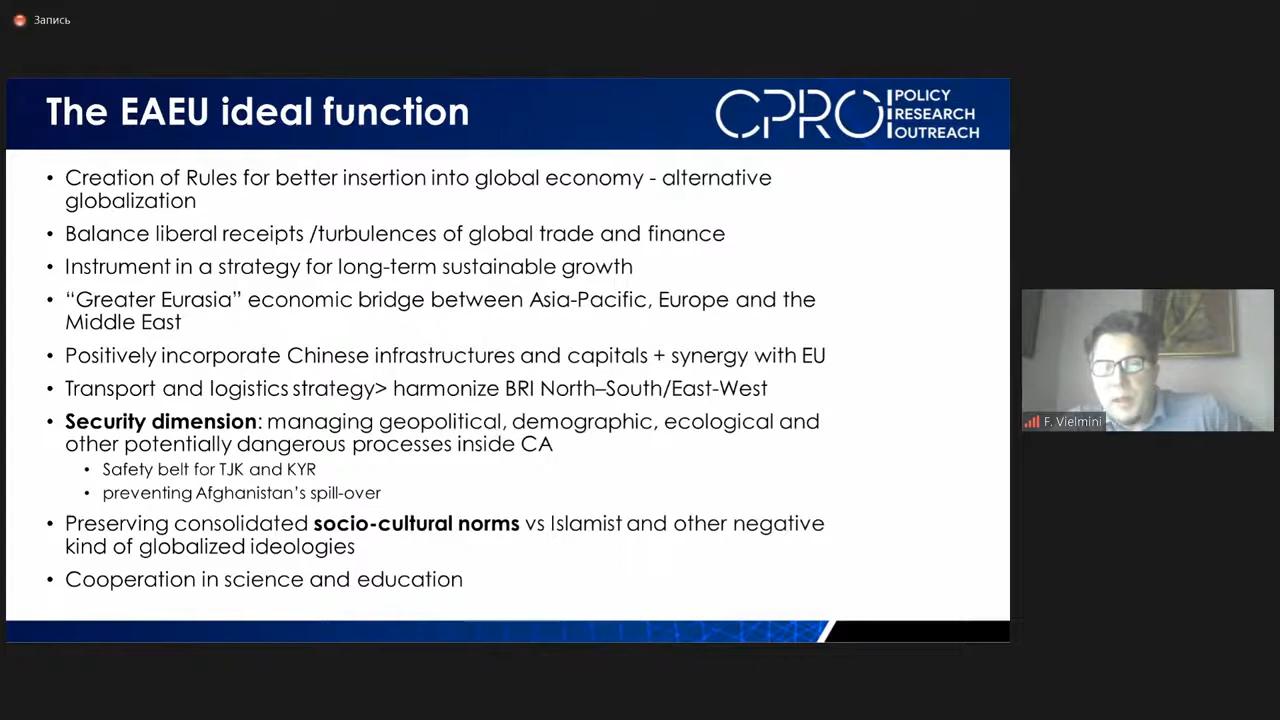 Запись
The EAEU ideal function
CPRO
POLICY
RESEARCH
OUTREACH
• Creation of Rules for better insertion into global economy - alternative
globalization
• Balance liberal receipts /turbulences of global trade and finance
• Instrument in a strategy for long-term sustainable growth
• “Greater Eurasia” economic bridge between Asia-Pacific, Europe and the
Middle East
• Positively incorporate Chinese infrastructures and capitals + synergy with EU
• Transport and logistics strategy> harmonize BRI North–South/East-West
• Security dimension: managing geopolitical, demographic, ecological and
other potentially dangerous processes inside CA
• Safety belt for TJK and KYR
• preventing Afghanistan’s spill-over
• Preserving consolidated socio-cultural norms vs Islamist and other negative
kind of globalized ideologies
• Cooperation in science and education
F. Vielmini